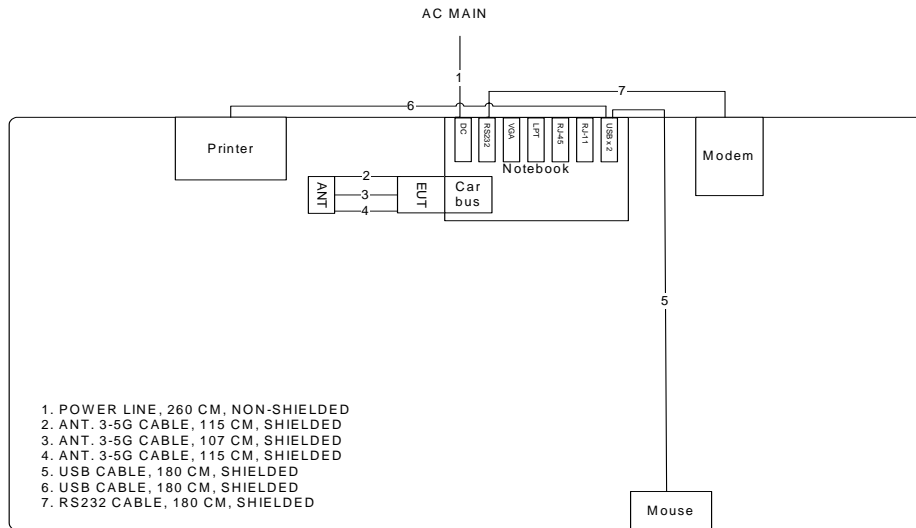 AC MAIN
1
7
6
DC
RS232
VGA
LPT
RJ-45
RJ-11
USB x 2
Printer
Notebook
Modem
2
3
4
ANT
EUT
Car
bus
5
1. POWER LINE, 260 CM, NON-SHIELDED
2. ANT. 3-5G CABLE, 115 CM, SHIELDED
3. ANT. 3-5G CABLE, 107 CM, SHIELDED
4. ANT. 3-5G CABLE, 115 CM, SHIELDED
5. USB CABLE, 180 CM, SHIELDED
6. USB CABLE, 180 CM, SHIELDED
7. RS232 CABLE, 180 CM, SHIELDED
Mouse